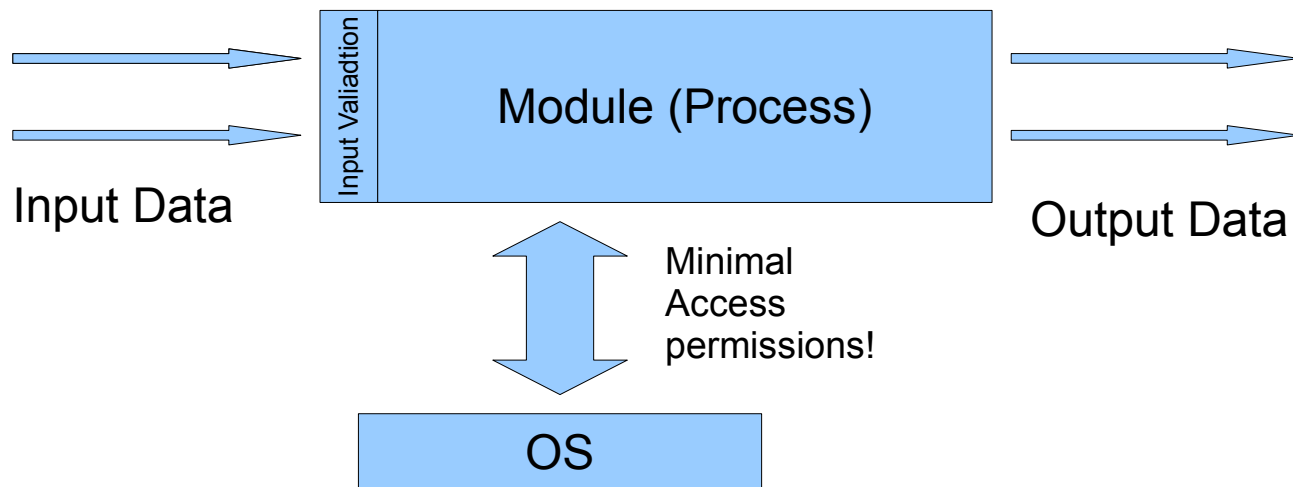 Input Valiadtion
Module (Process)
Input Data
Output Data
Minimal
Access
permissions!
OS